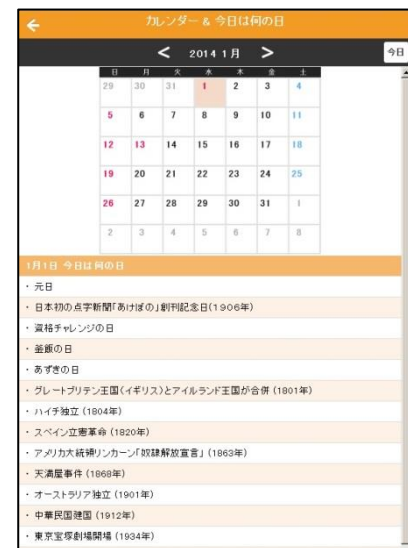 カレンダー & 今日は何の日
< 2014 1月 > 今日
日 月 火 水 木 金 土
29 30 31 1 2 3 4
5 6 7 8 9 10 11
12 13 14 15 16 17 18
19 20 21 22 23 24 25
26 27 28 29 30 31 1
2 3 4 5 6 7 8
1月1日 今日は何の日
・ 元日
・ 日本初の点字新聞「あけぼの」創刊記念日(1906年)
・ 資格チャレンジの日
・ 釜飯の日
・ あずきの日
・ グレートブリテン王国(イギリス)とアイルランド王国が合併 (1801年)
・ ハイチ独立 (1804年)
・ スペイン立憲革命 (1820年)
・ アメリカ大統領リンカーン「奴隷解放宣言」 (1863年)
・ 天満屋事件 (1868年)
・ オーストラリア独立 (1901年)
・ 中華民国建国 (1912年)
・ 東京宝塚劇場開場 (1934年)